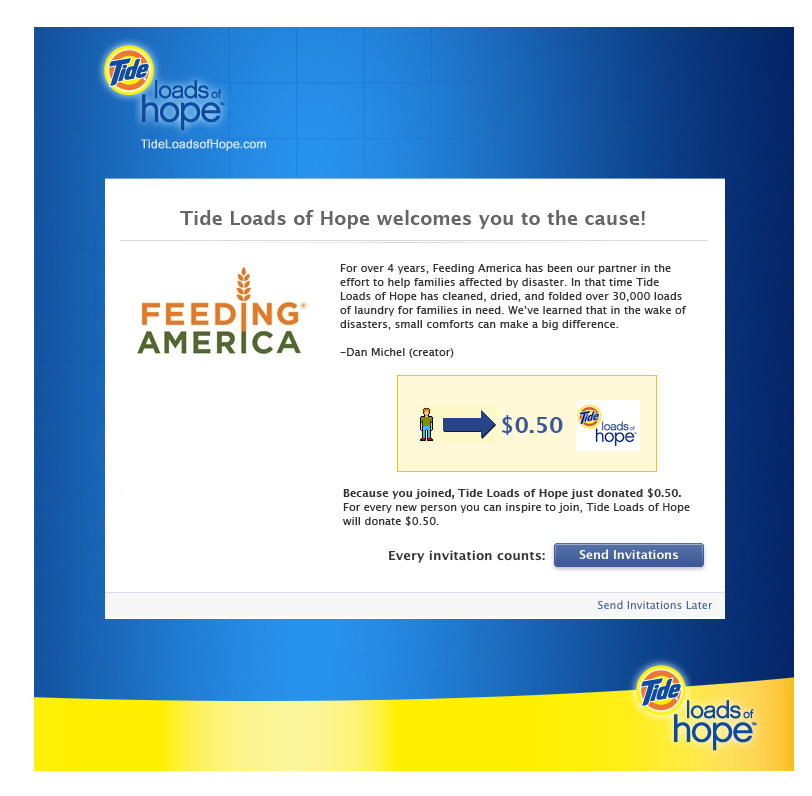 Tide
loads of
hope™
TideLoadsofHope.com
Tide Loads of Hope welcomes you to the cause!
FEEDING®
AMERICA
For over 4 years, Feeding America has been our partner in the
effort to help families affected by disaster. In that time Tide
Loads of Hope has cleaned, dried, and folded over 30,000 loads
of laundry for families in need. We've learned that in the wake of
disasters, small comforts can make a big difference.
–Dan Michel (creator)
$0.50
Tide
loads of
hope™
Because you joined, Tide Loads of Hope just donated $0.50.
For every new person you can inspire to join, Tide Loads of Hope
will donate $0.50.
Every invitation counts: Send Invitations
Send Invitations Later
Tide
loads of
hope™